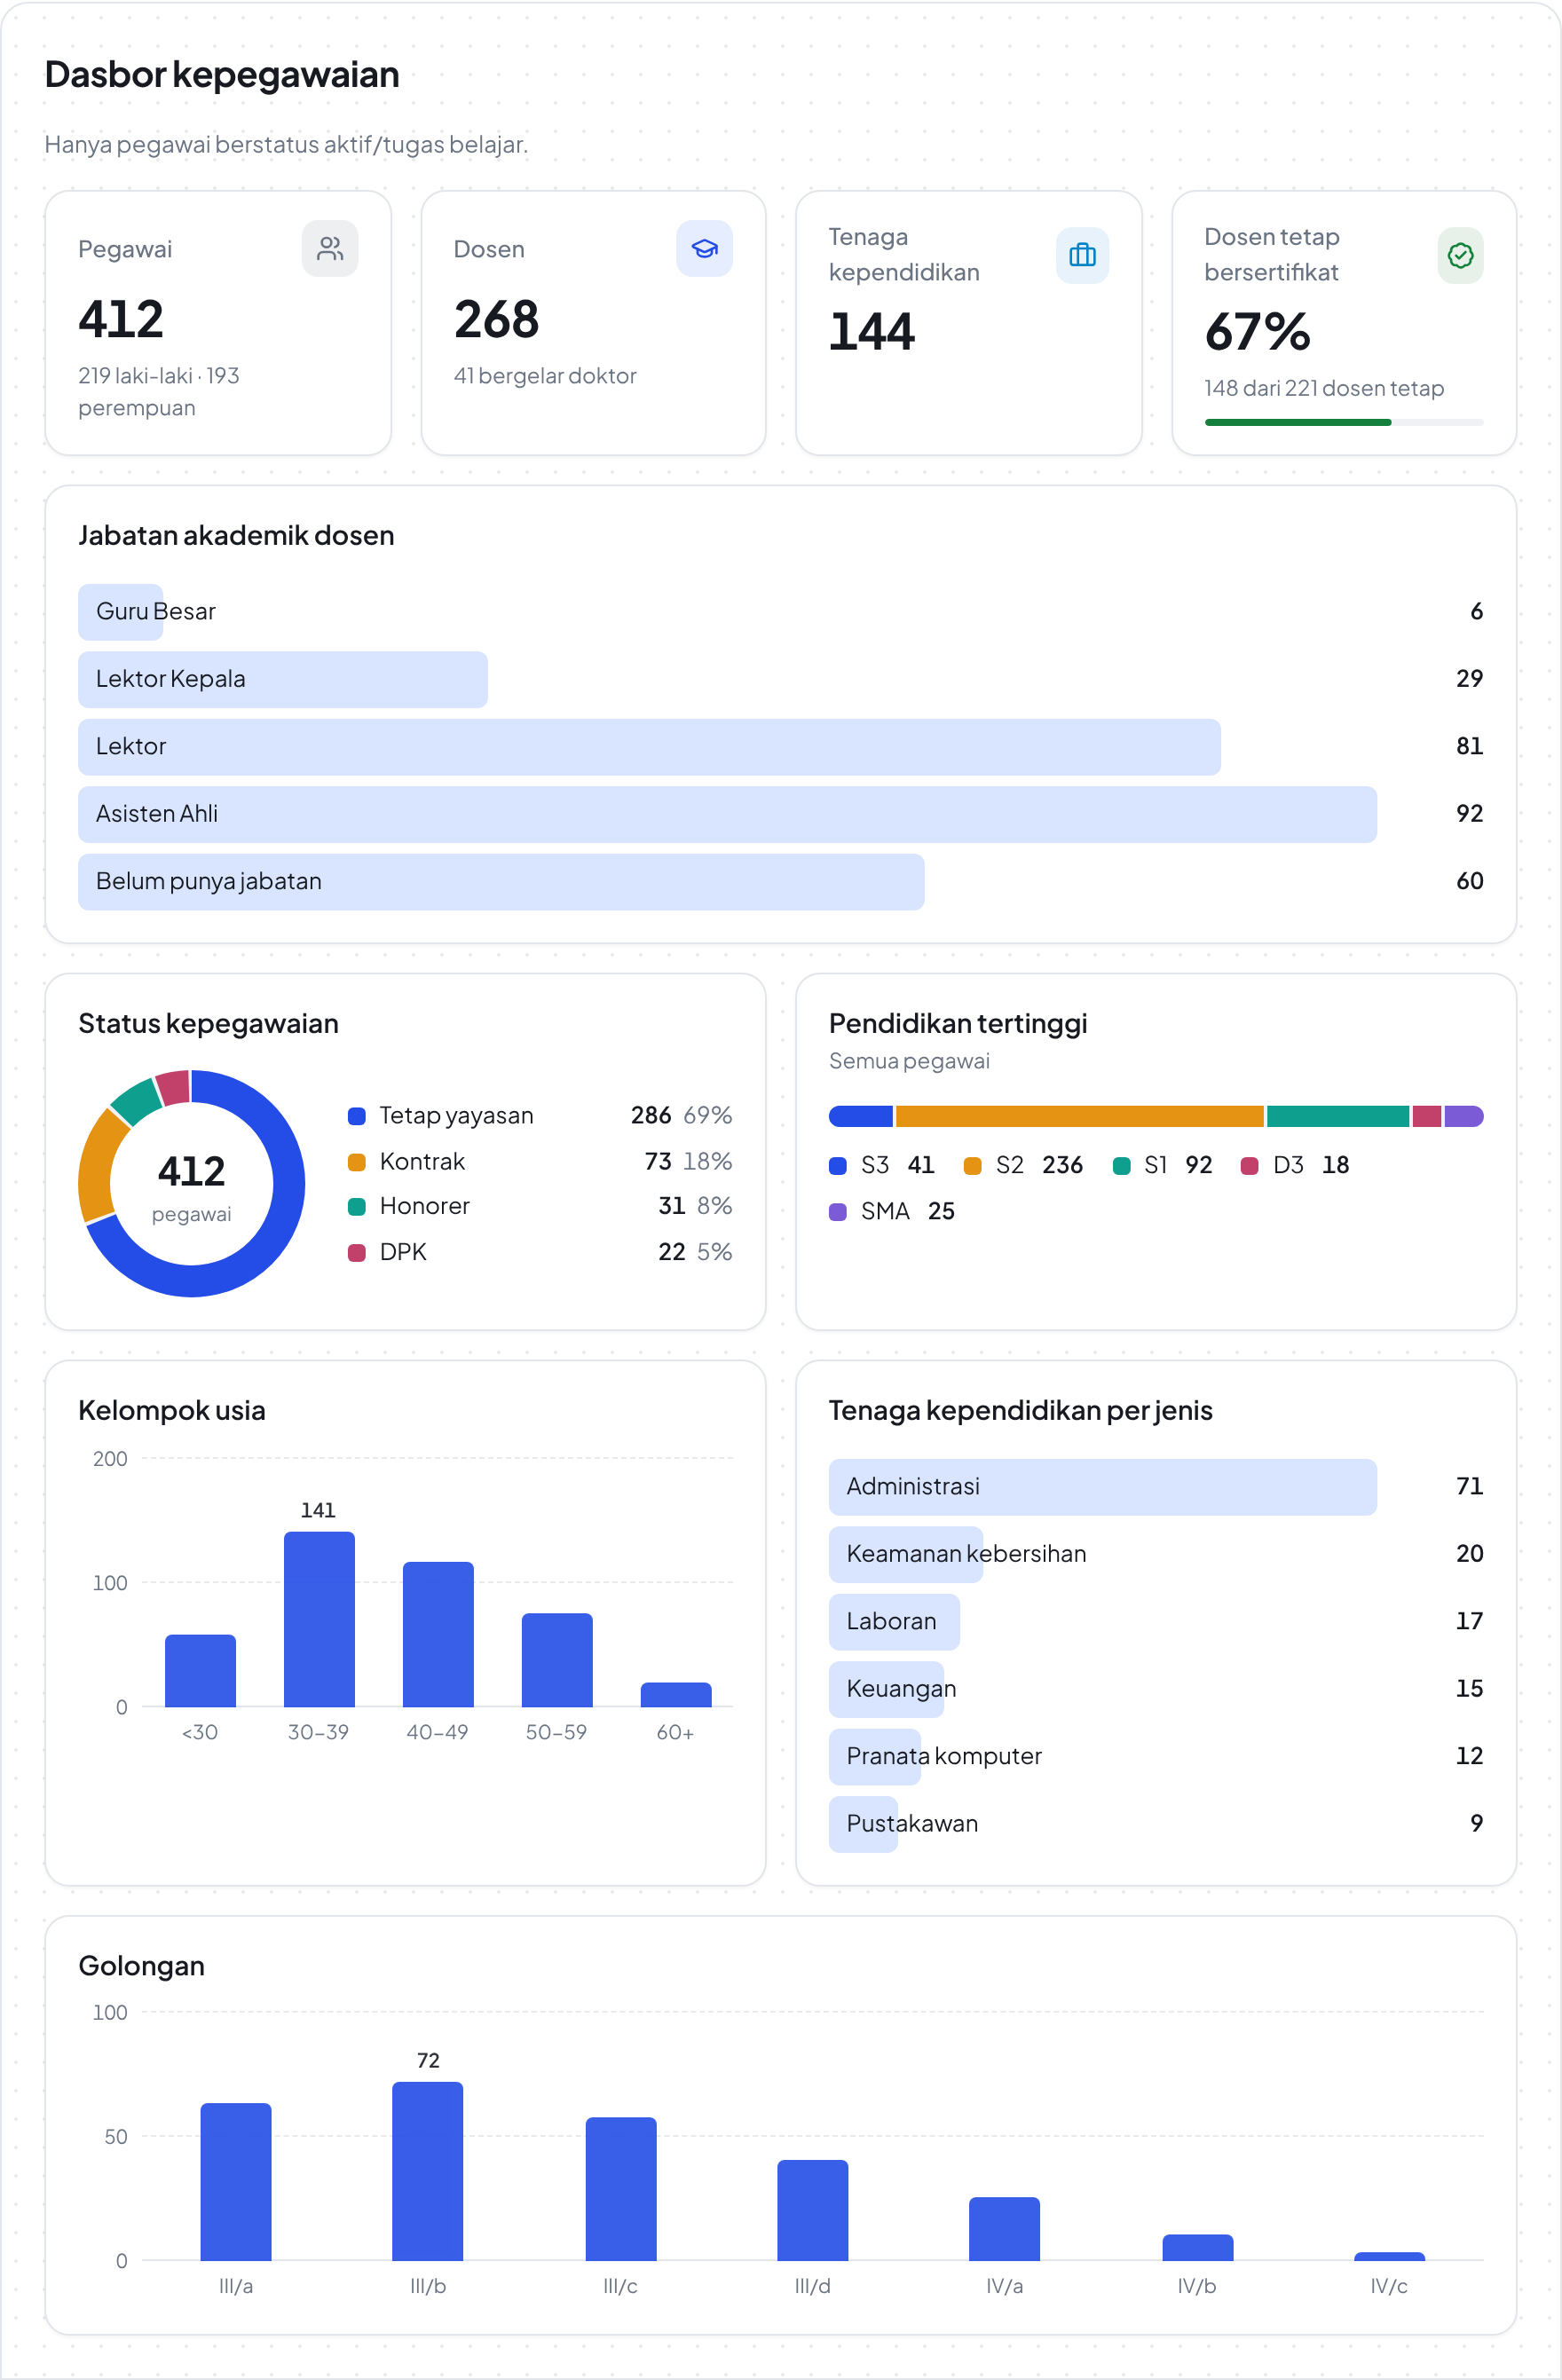 Dasbor kepegawaian
Hanya pegawai berstatus aktif/tugas belajar.
Pegawai
412
219 laki-laki · 193
perempuan
Dosen
268
41 bergelar doktor
Tenaga
kependidikan
144
Dosen tetap
bersertifikat
67%
148 dari 221 dosen tetap
Jabatan akademik dosen
Guru Besar 6
Lektor Kepala 29
Lektor 81
Asisten Ahli 92
Belum punya jabatan 60
Status kepegawaian
412
pegawai
Tetap yayasan 286 69%
Kontrak 73 18%
Honorer 31 8%
DPK 22 5%
Pendidikan tertinggi
Semua pegawai
S3 41 S2 236 S1 92 D3 18
SMA 25
Kelompok usia
200
141
100
0
<30 30–39 40–49 50–59 60+
Tenaga kependidikan per jenis
Administrasi 71
Keamanan kebersihan 20
Laboran 17
Keuangan 15
Pranata komputer 12
Pustakawan 9
Golongan
100
72
50
0
III/a III/b III/c III/d IV/a IV/b IV/c